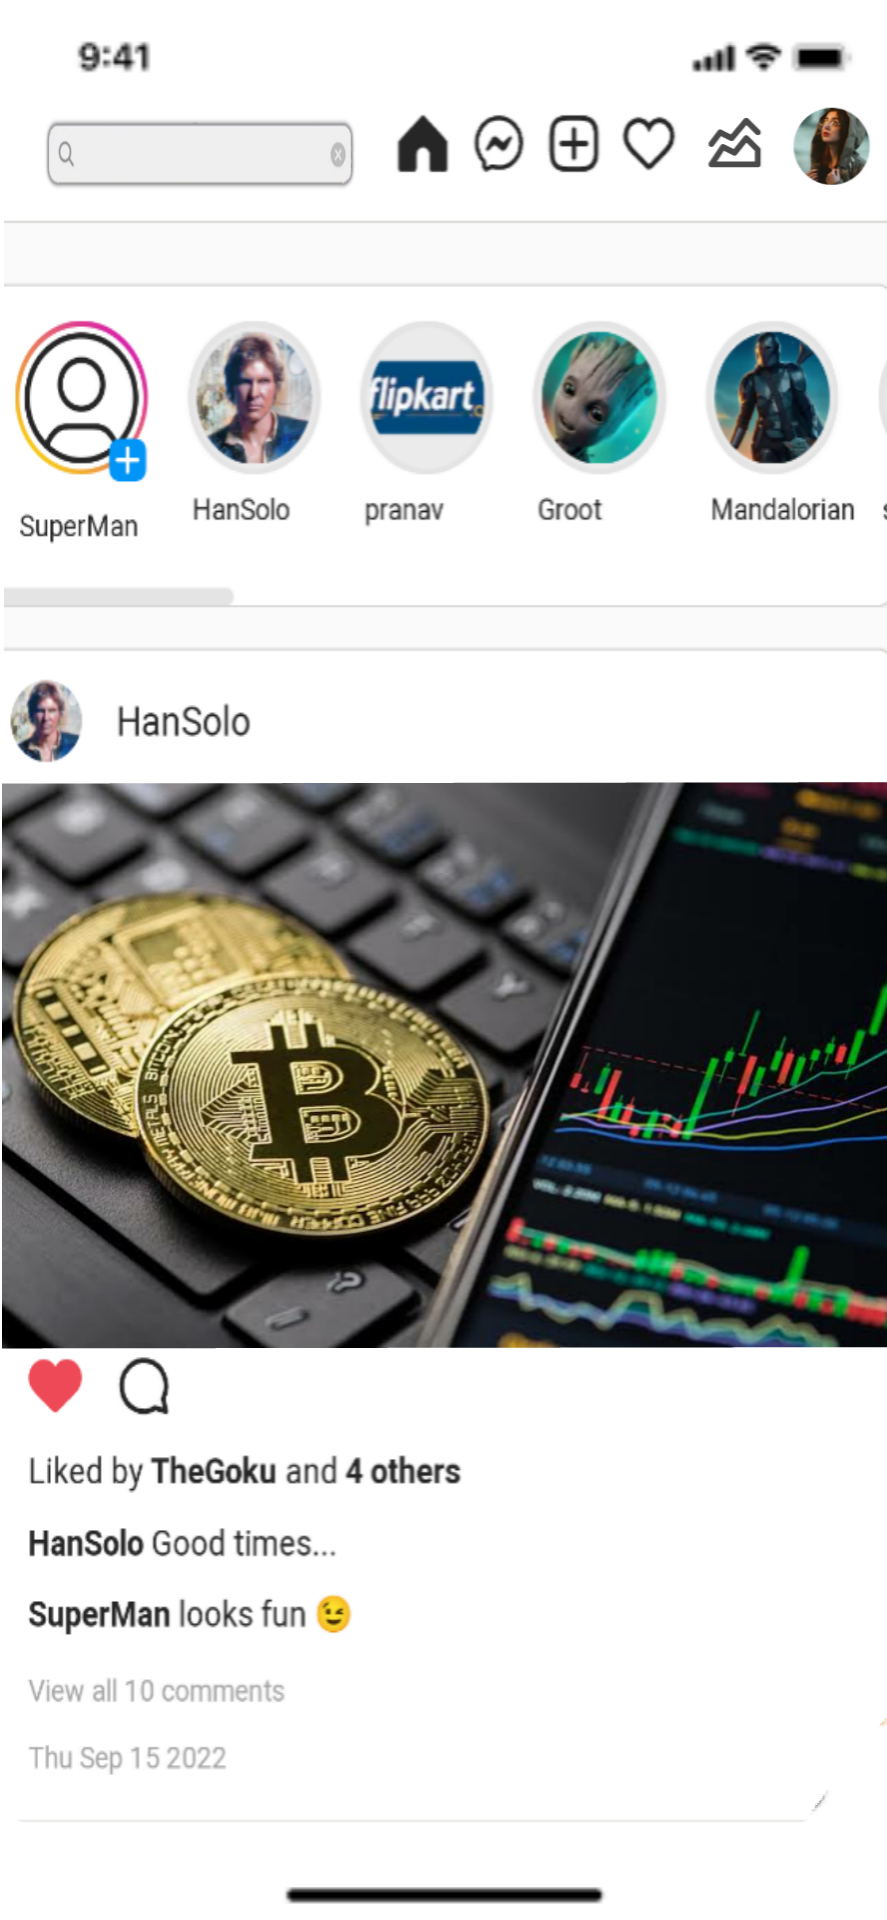 9:41
SuperMan
HanSolo
flipkart
pranav
Groot
Mandalorian
HanSolo
Liked by TheGoku and 4 others
HanSolo Good times...
SuperMan looks fun 😉
View all 10 comments
Thu Sep 15 2022